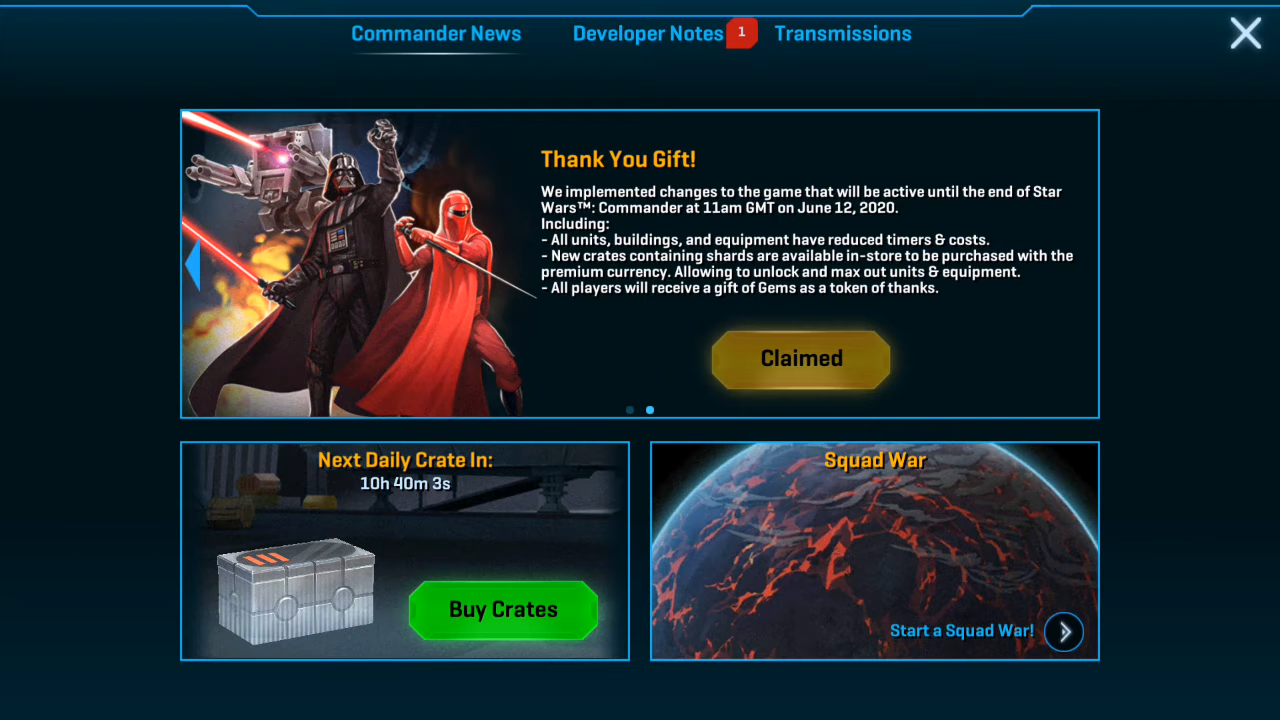 Commander News
Developer Notes
1
Transmissions
Thank You Gift!
We implemented changes to the game that will be active until the end of Star
Wars™: Commander at 11am GMT on June 12, 2020.
Including:
- All units, buildings, and equipment have reduced timers & costs.
- New crates containing shards are available in-store to be purchased with the
premium currency. Allowing to unlock and max out units & equipment.
- All players will receive a gift of Gems as a token of thanks.
Claimed
Next Daily Crate In:
10h 40m 3s
Buy Crates
Squad War
Start a Squad War!